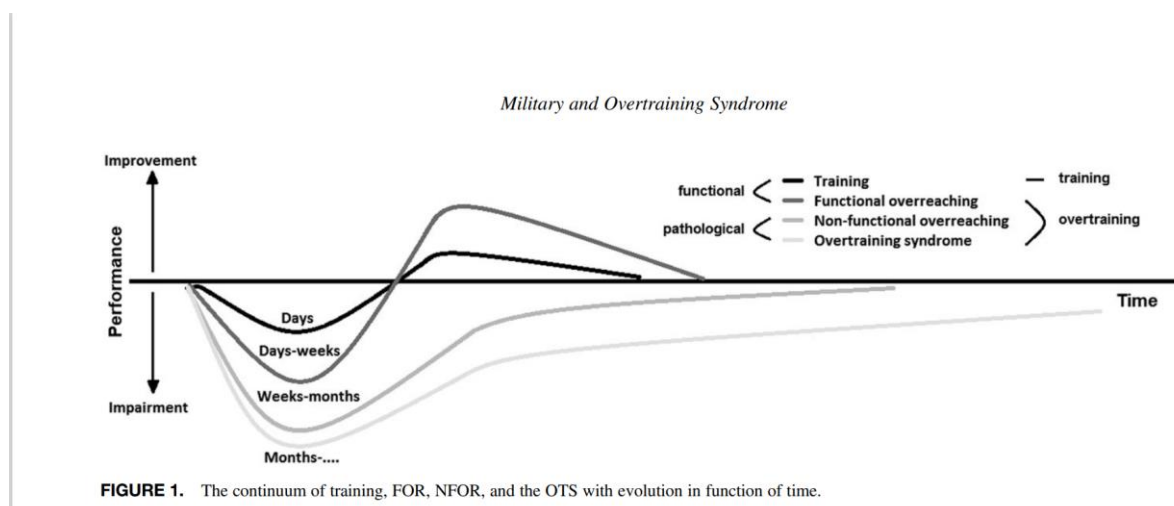 Military and Overtraining Syndrome
Improvement
Performance
Impairment
functional
pathological
Training
Functional overreaching
Non-functional overreaching
Overtraining syndrome
training
overtraining
Days
Days-weeks
Weeks-months
Months-....
Time
FIGURE 1. The continuum of training, FOR, NFOR, and the OTS with evolution in function of time.